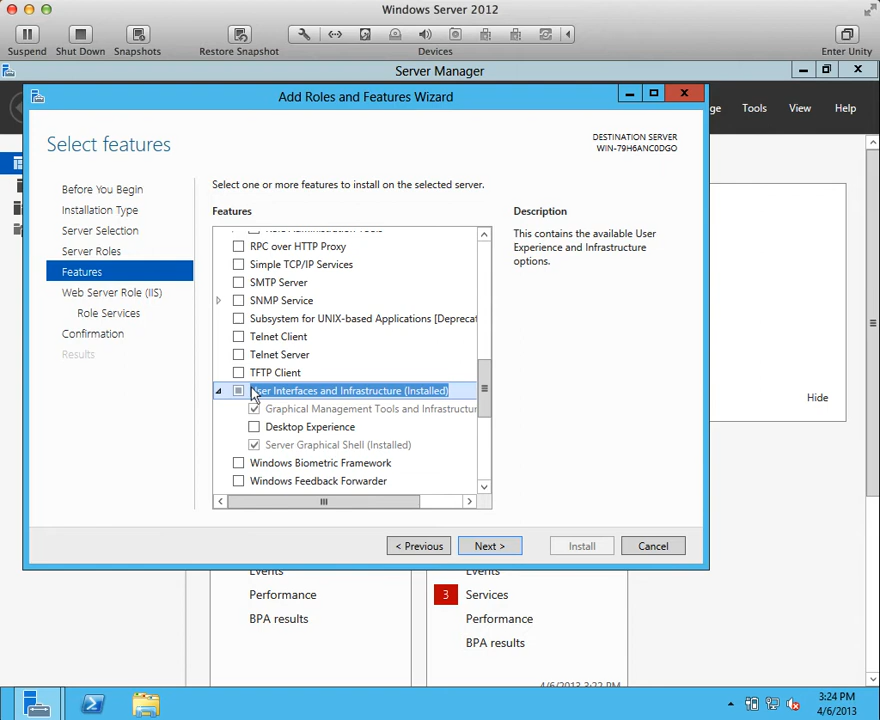 Windows Server 2012
Suspend
Shut Down
Snapshots
Restore Snapshot
Devices
Enter Unity
Server Manager
Add Roles and Features Wizard
Tools
View
Help
Select features
DESTINATION SERVER
WIN-79H6ANC0DGO
Before You Begin
Installation Type
Server Selection
Server Roles
Features
Web Server Role (IIS)
Role Services
Confirmation
Results
Select one or more features to install on the selected server.
Features
RPC over HTTP Proxy
Simple TCP/IP Services
SMTP Server
SNMP Service
Subsystem for UNIX-based Applications [Deprecat
Telnet Client
Telnet Server
TFTP Client
User Interfaces and Infrastructure (Installed)
Graphical Management Tools and Infrastructur
Desktop Experience
Server Graphical Shell (Installed)
Windows Biometric Framework
Windows Feedback Forwarder
Description
This contains the available User
Experience and Infrastructure
options.
Hide
< Previous
Next >
Install
Cancel
Events
Performance
BPA results
Events
3 Services
Performance
BPA results
4/6/2013 3:22 PM
3:24 PM
4/6/2013